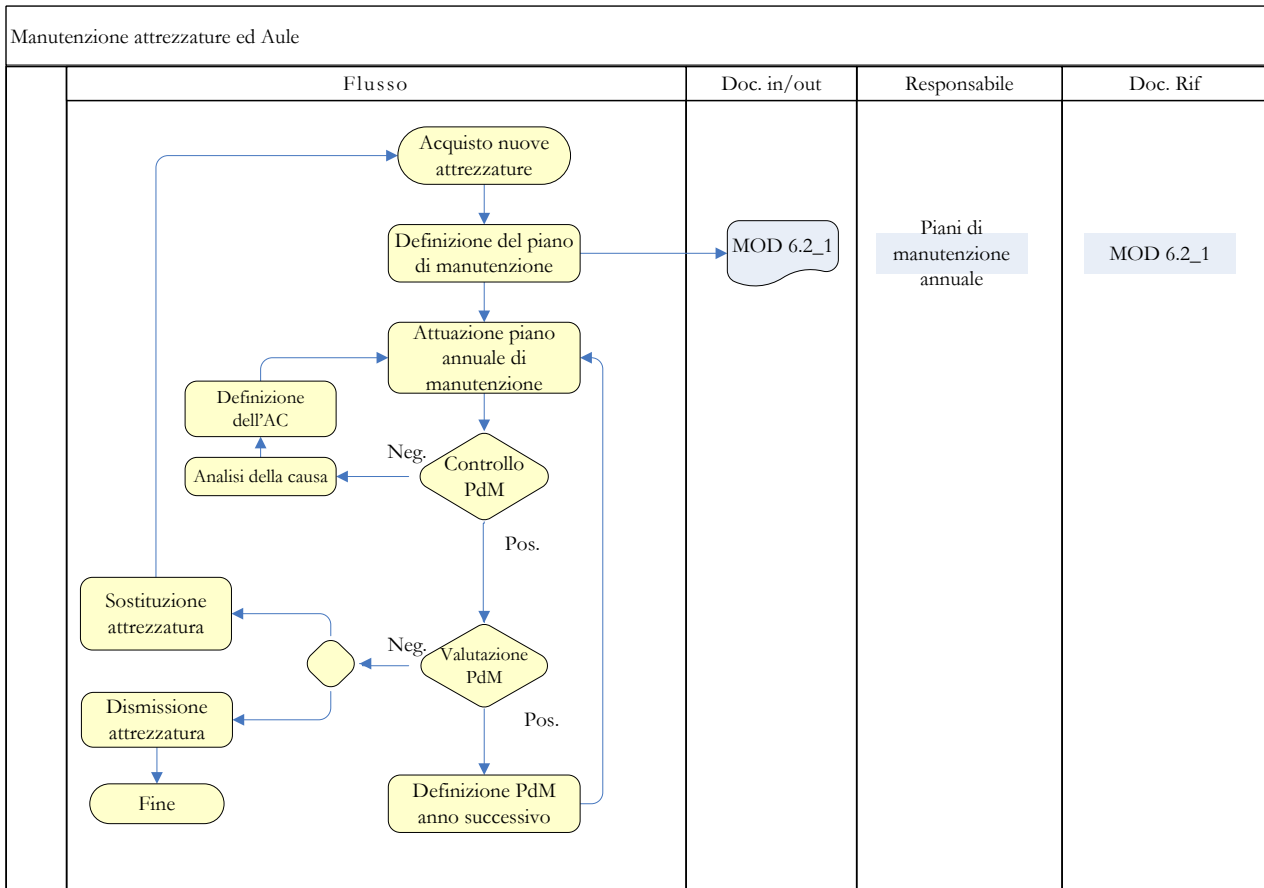 Manutenzione attrezzature ed Aule
Flusso
Doc. in/out
Responsabile
Doc. Rif
Acquisto nuove
attrezzature
Definizione del piano
di manutenzione
MOD 6.2_1
Piani di
manutenzione
annuale
MOD 6.2_1
Attuazione piano
annuale di
manutenzione
Definizione
dell'AC
Neg.
Analisi della causa
Controllo
PdM
Pos.
Sostituzione
attrezzatura
Neg.
Valutazione
PdM
Dismissione
attrezzatura
Pos.
Fine
Definizione PdM
anno successivo